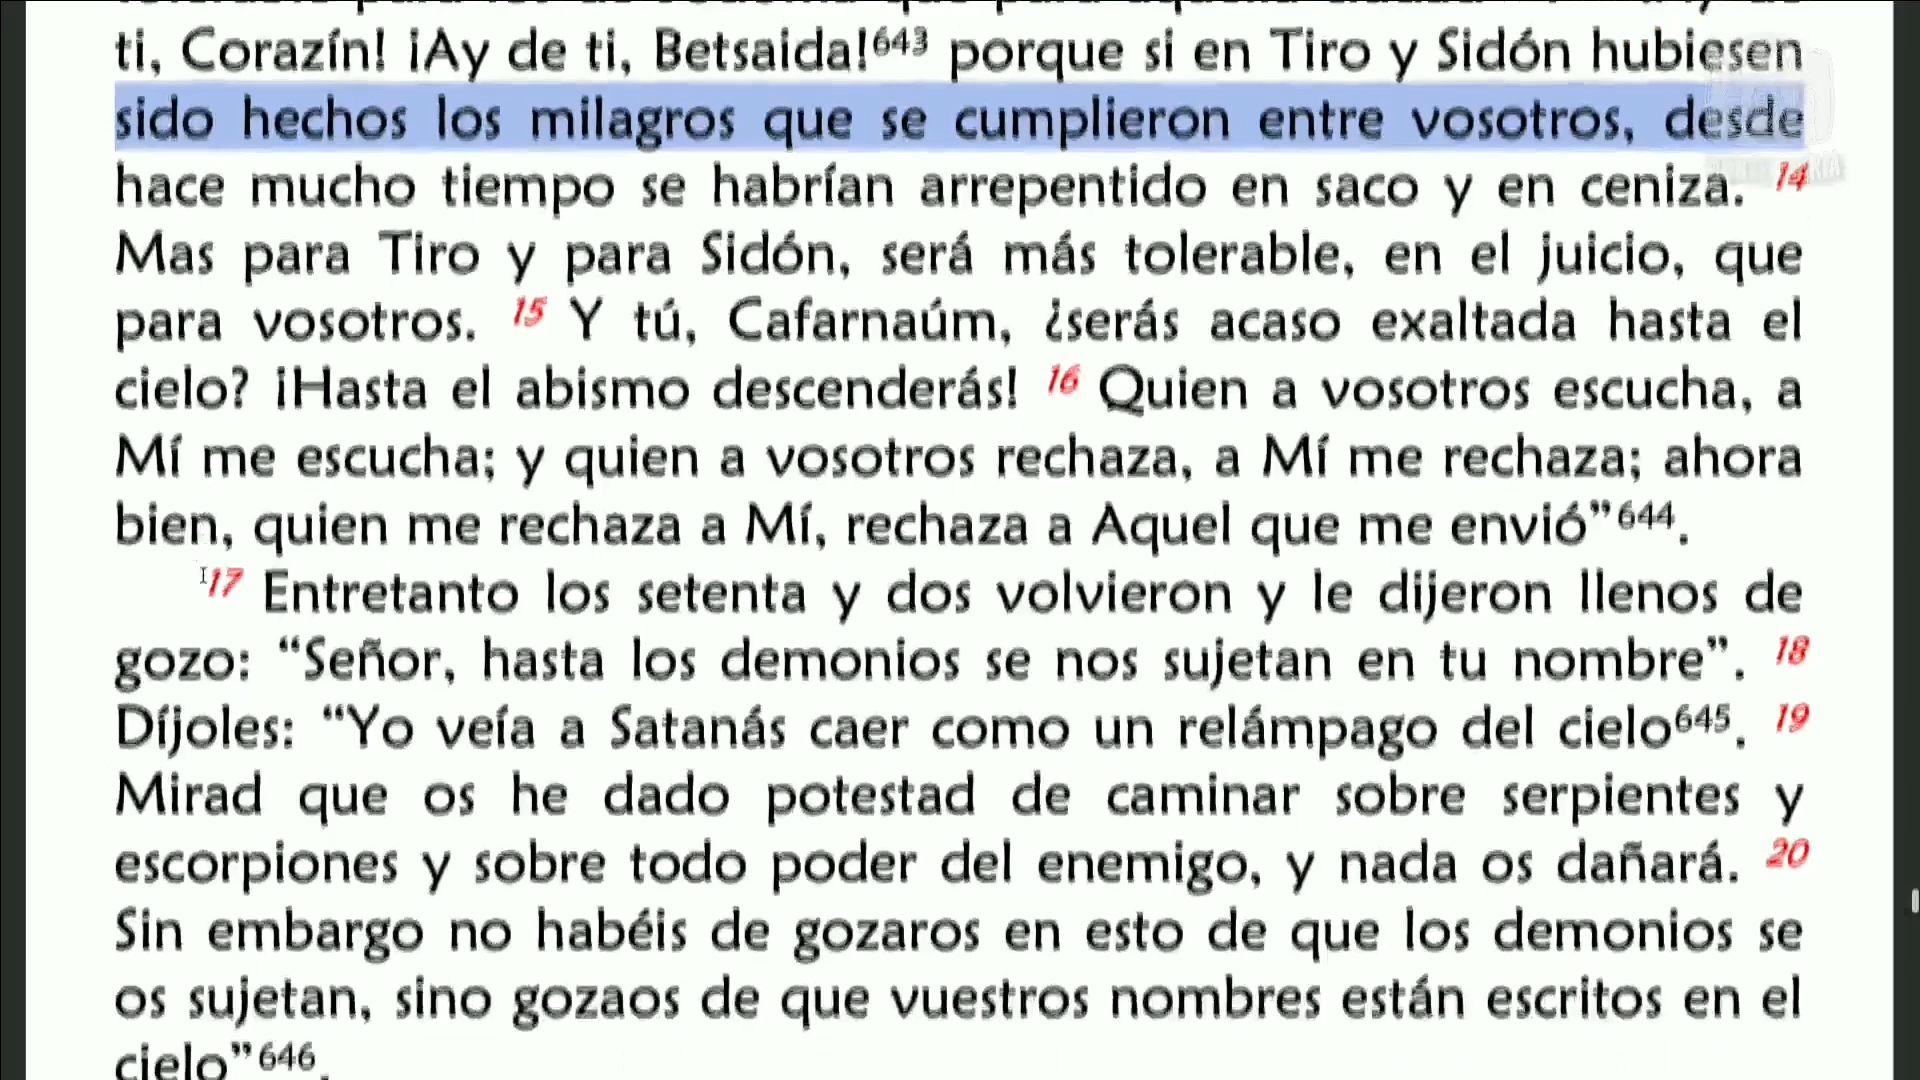 ti, Corazín! ¡Ay de ti, Betsaida!⁶⁴³ porque si en Tiro y Sidón hubiesen
sido hechos los milagros que se cumplieron entre vosotros, desde
hace mucho tiempo se habrían arrepentido en saco y en ceniza. 14
Mas para Tiro y para Sidón, será más tolerable, en el juicio, que
para vosotros. 15 Y tú, Cafarnaúm, ¿serás acaso exaltada hasta el
cielo? ¡Hasta el abismo descenderás! 16 Quien a vosotros escucha, a
Mí me escucha; y quien a vosotros rechaza, a Mí me rechaza; ahora
bien, quien me rechaza a Mí, rechaza a Aquel que me envió”⁶⁴⁴.
17 Entretanto los setenta y dos volvieron y le dijeron llenos de
gozo: “Señor, hasta los demonios se nos sujetan en tu nombre”. 18
Díjoles: “Yo veía a Satanás caer como un relámpago del cielo⁶⁴⁵. 19
Mirad que os he dado potestad de caminar sobre serpientes y
escorpiones y sobre todo poder del enemigo, y nada os dañará. 20
Sin embargo no habéis de gozaros en esto de que los demonios se
os sujetan, sino gozaos de que vuestros nombres están escritos en el
cielo”⁶⁴⁶.